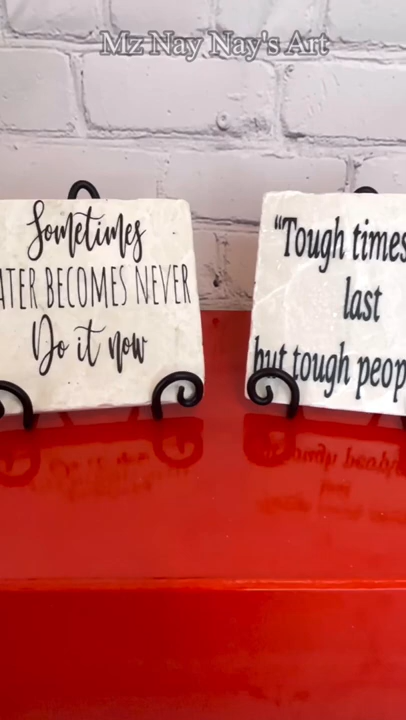 Mz Nay Nay's Art
Sometimes
ATER BECOMES NEVER
Do it now
"Tough times
last
but tough peop